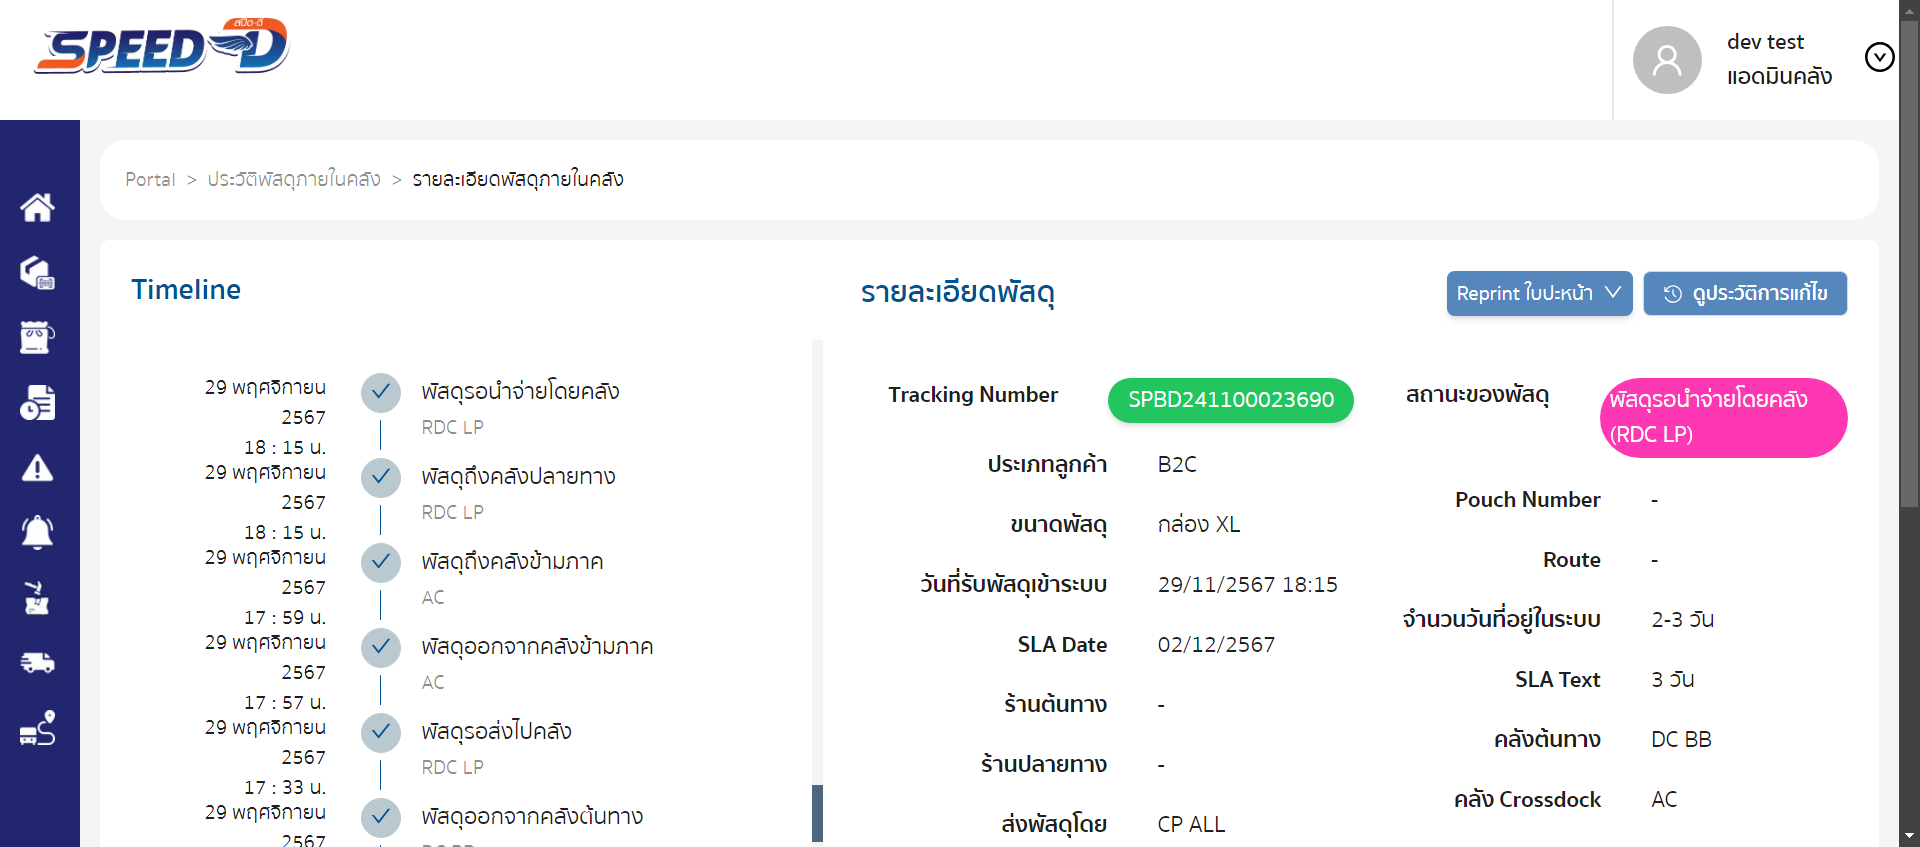 สปีด-ดี
SPEED-D
dev test
แอดมินคลัง
Portal > ประวัติพัสดุภายในคลัง > รายละเอียดพัสดุภายในคลัง
Timeline
29 พฤศจิกายน
2567
18 : 15 น.
พัสดุรอนำจ่ายโดยคลัง
RDC LP
29 พฤศจิกายน
2567
18 : 15 น.
พัสดุถึงคลังปลายทาง
RDC LP
29 พฤศจิกายน
2567
17 : 59 น.
พัสดุถึงคลังข้ามภาค
AC
29 พฤศจิกายน
2567
17 : 57 น.
พัสดุออกจากคลังข้ามภาค
AC
29 พฤศจิกายน
2567
17 : 33 น.
พัสดุรอส่งไปคลัง
RDC LP
29 พฤศจิกายน
2567
พัสดุออกจากคลังต้นทาง
รายละเอียดพัสดุ
Reprint ใบปะหน้า
ดูประวัติการแก้ไข
Tracking Number SPBD241100023690
ประเภทลูกค้า B2C
ขนาดพัสดุ กล่อง XL
วันที่รับพัสดุเข้าระบบ 29/11/2567 18:15
SLA Date 02/12/2567
ร้านต้นทาง -
ร้านปลายทาง -
ส่งพัสดุโดย CP ALL
สถานะของพัสดุ พัสดุรอนำจ่ายโดยคลัง
(RDC LP)
Pouch Number -
Route -
จำนวนวันที่อยู่ในระบบ 2-3 วัน
SLA Text 3 วัน
คลังต้นทาง DC BB
คลัง Crossdock AC